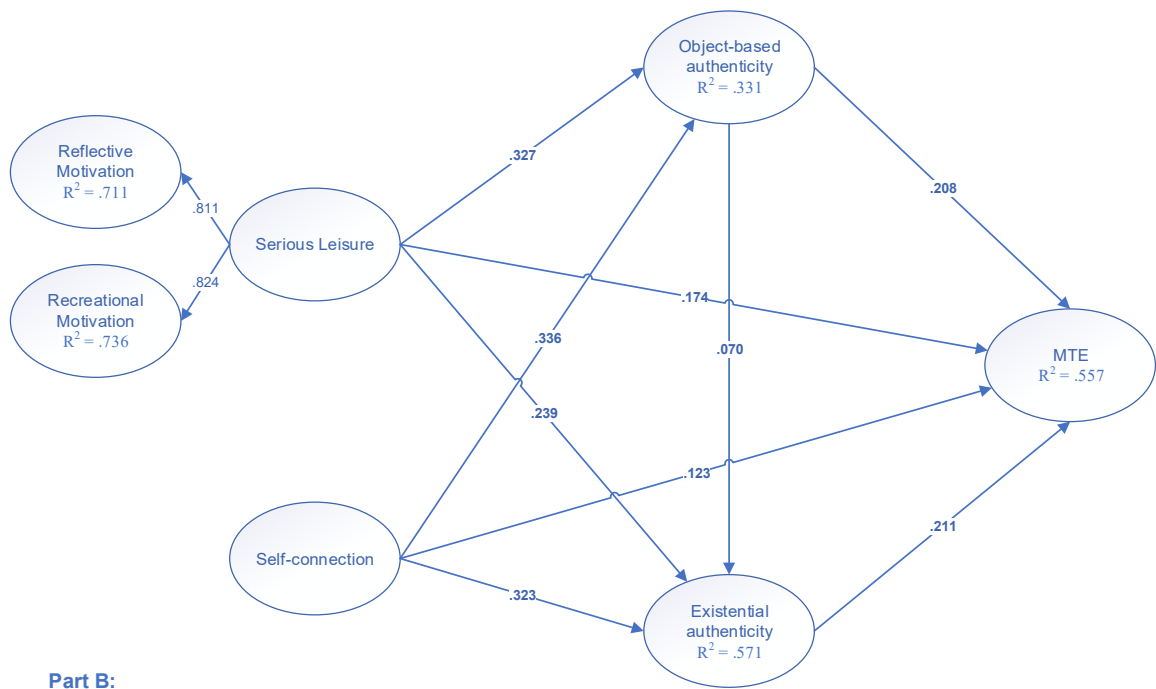 Object-based
authenticity
R² = .331
Reflective
Motivation
R² = .711
.327
.208
.811
Serious Leisure
.824
Recreational
Motivation
R² = .736
.174
.336
.070
MTE
R² = .557
.239
.123
.211
Self-connection
.323
Existential
authenticity
R² = .571
Part B: